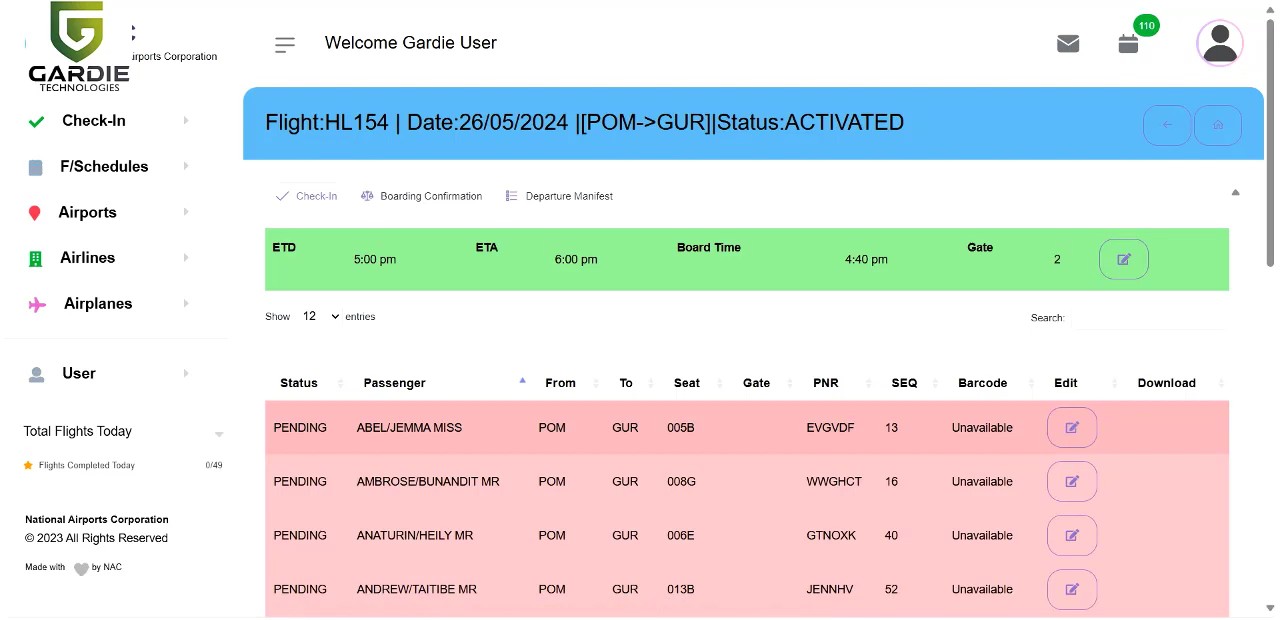 GARDIE
TECHNOLOGIES
Airports Corporation
Welcome Gardie User
110
Check-In
F/Schedules
Airports
Airlines
Airplanes
User
Total Flights Today
Flights Completed Today 0/49
National Airports Corporation
© 2023 All Rights Reserved
Made with by NAC
Flight:HL154 | Date:26/05/2024 |[POM->GUR]|Status:ACTIVATED
Check-In Boarding Confirmation Departure Manifest
ETD ETA Board Time Gate
5:00 pm 6:00 pm 4:40 pm 2
Show 12 entries Search:
Status Passenger From To Seat Gate PNR SEQ Barcode Edit Download
PENDING ABEL/JEMMA MISS POM GUR 005B EVGVDF 13 Unavailable
PENDING AMBROSE/BUNANDIT MR POM GUR 008G WWGHCT 16 Unavailable
PENDING ANATURIN/HEILY MR POM GUR 006E GTNOXK 40 Unavailable
PENDING ANDREW/TAITIBE MR POM GUR 013B JENNHV 52 Unavailable